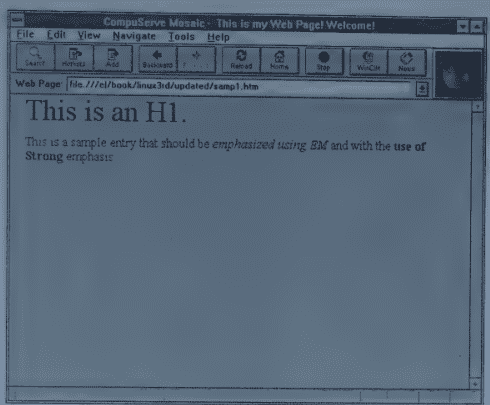 CompuServe Mosaic - This is my Web Page! Welcome!
File Edit View Navigate Tools Help
Search Hotlists Add Backward Reload Home Stop WinCIM News
Web Page: file:///e|/book/linux3rd/updated/samp1.htm
This is an H1.
This is a sample entry that should be emphasized using EM and with the use of
Strong emphasis